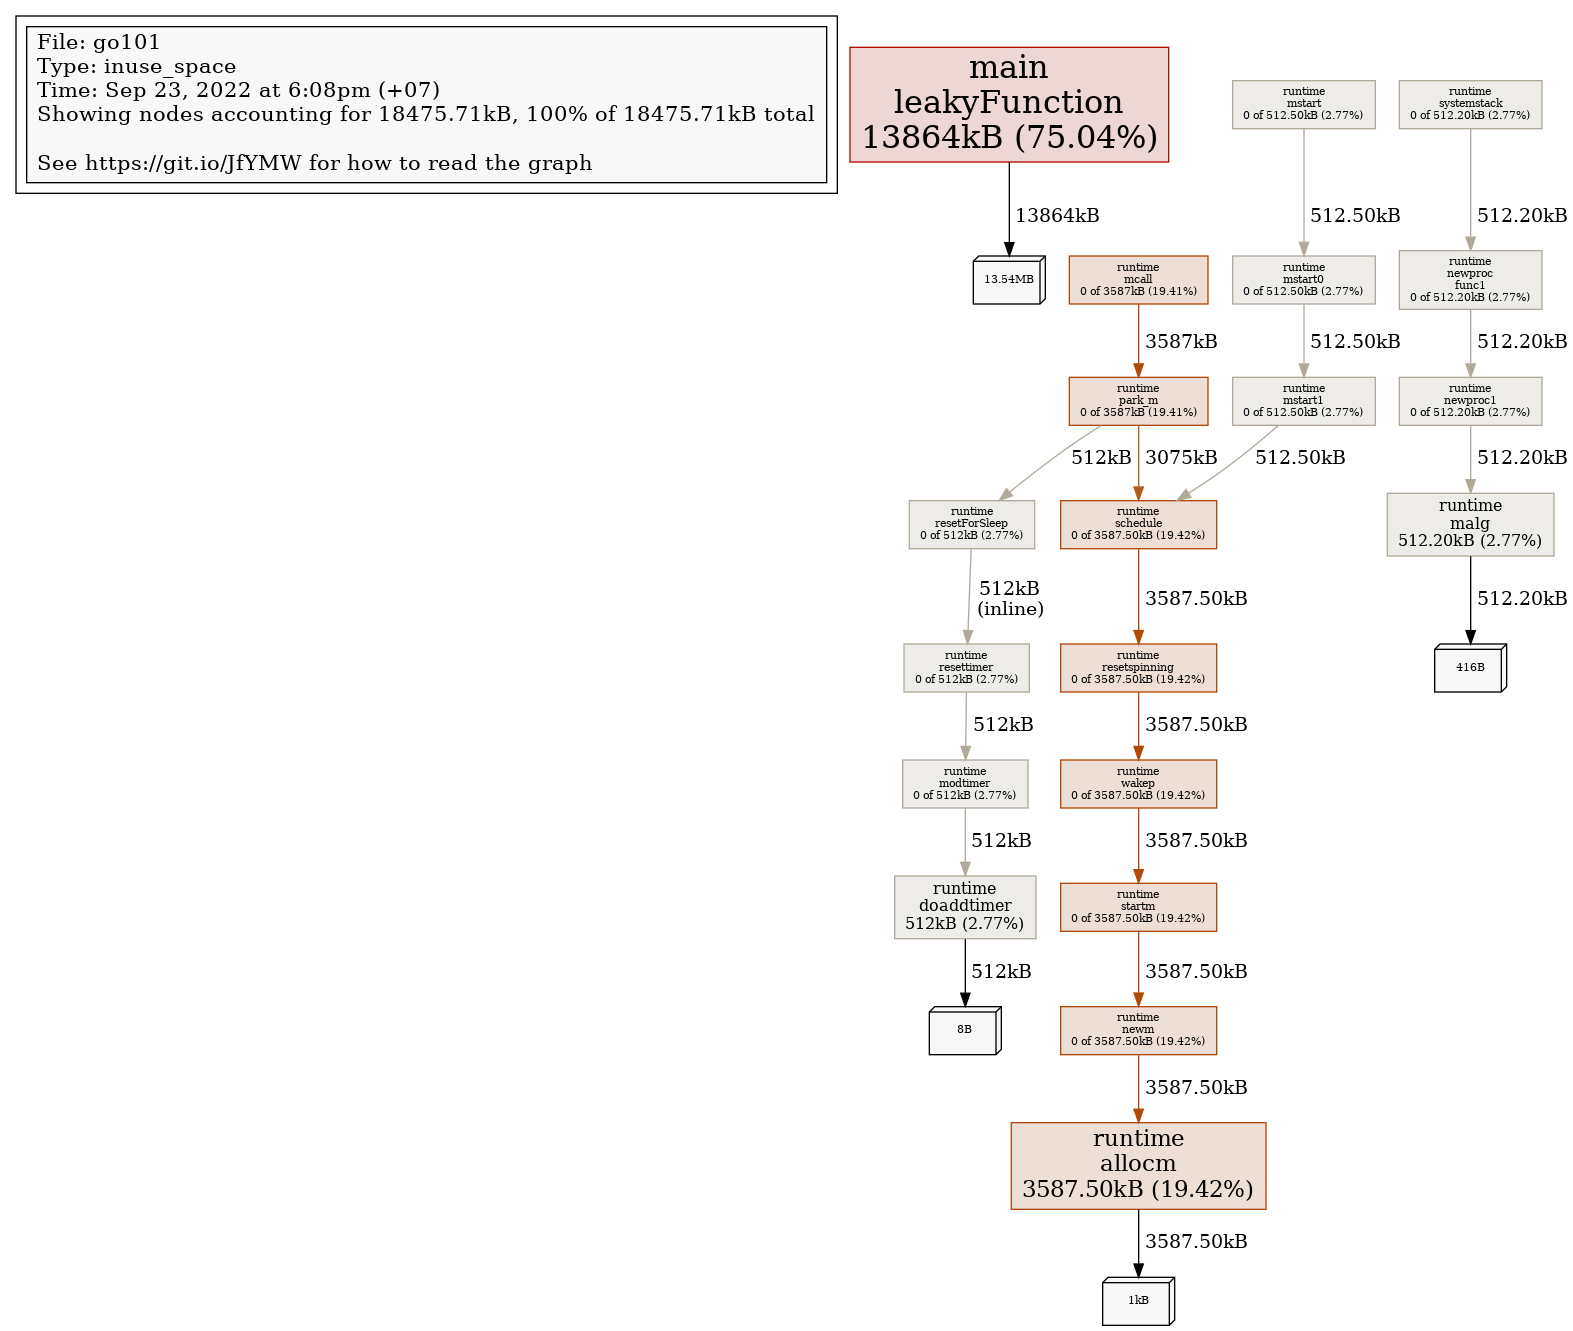 File: go101
Type: inuse_space
Time: Sep 23, 2022 at 6:08pm (+07)
Showing nodes accounting for 18475.71kB, 100% of 18475.71kB total
See https://git.io/JfYMW for how to read the graph
main
leakyFunction
13864kB (75.04%)
runtime
mstart
0 of 512.50kB (2.77%)
runtime
systemstack
0 of 512.20kB (2.77%)
13864kB
512.50kB
512.20kB
13.54MB
runtime
mcall
0 of 3587kB (19.41%)
runtime
mstart0
0 of 512.50kB (2.77%)
runtime
newproc
func1
0 of 512.20kB (2.77%)
3587kB
512.50kB
512.20kB
runtime
park_m
0 of 3587kB (19.41%)
runtime
mstart1
0 of 512.50kB (2.77%)
runtime
newproc1
0 of 512.20kB (2.77%)
512kB
3075kB
512.50kB
512.20kB
runtime
resetForSleep
0 of 512kB (2.77%)
runtime
schedule
0 of 3587.50kB (19.42%)
runtime
malg
512.20kB (2.77%)
512kB
(inline)
3587.50kB
512.20kB
runtime
resettimer
0 of 512kB (2.77%)
runtime
resetspinning
0 of 3587.50kB (19.42%)
416B
512kB
3587.50kB
runtime
modtimer
0 of 512kB (2.77%)
runtime
wakep
0 of 3587.50kB (19.42%)
512kB
3587.50kB
runtime
doaddtimer
512kB (2.77%)
runtime
startm
0 of 3587.50kB (19.42%)
512kB
3587.50kB
8B
runtime
newm
0 of 3587.50kB (19.42%)
3587.50kB
runtime
allocm
3587.50kB (19.42%)
3587.50kB
1kB